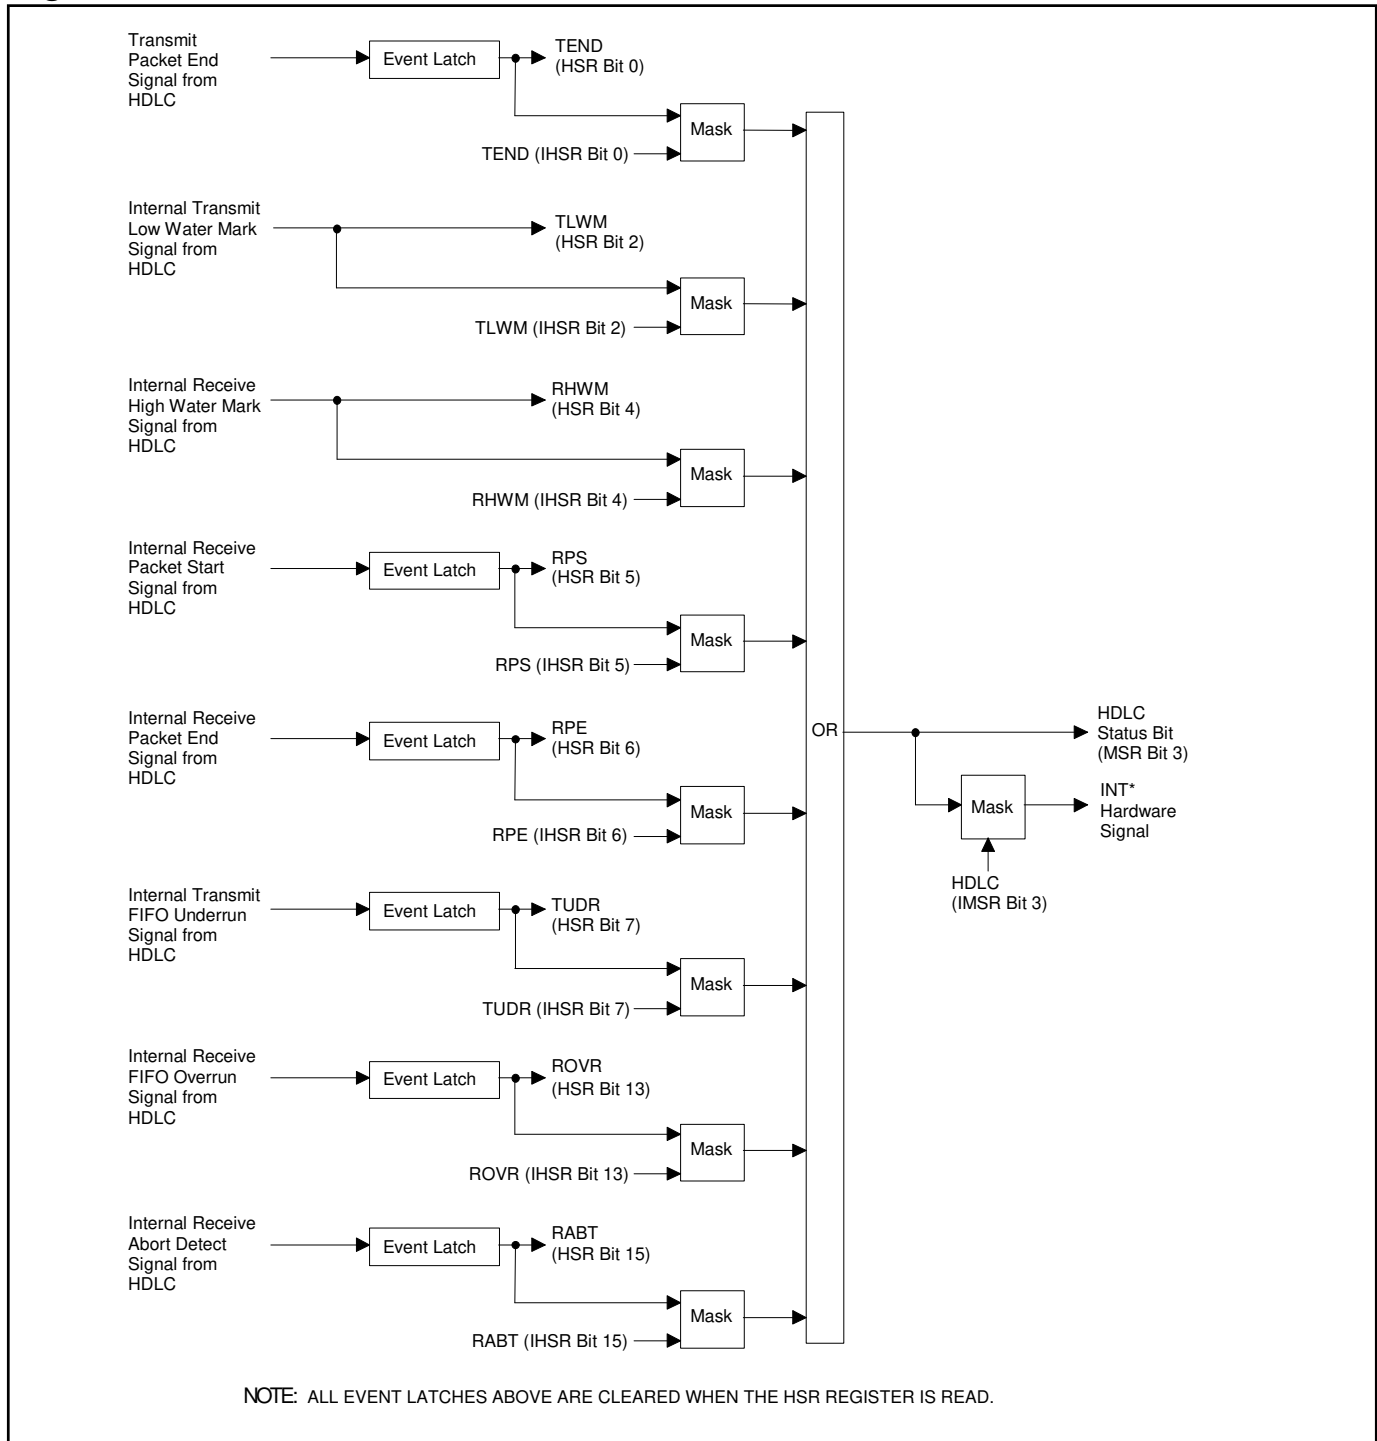 Transmit
Packet End
Signal from
HDLC
Event Latch
TEND
(HSR Bit 0)
Mask
TEND (IHSR Bit 0)
Internal Transmit
Low Water Mark
Signal from
HDLC
TLWM
(HSR Bit 2)
Mask
TLWM (IHSR Bit 2)
Internal Receive
High Water Mark
Signal from
HDLC
RHWM
(HSR Bit 4)
Mask
RHWM (IHSR Bit 4)
Internal Receive
Packet Start
Signal from
HDLC
Event Latch
RPS
(HSR Bit 5)
Mask
RPS (IHSR Bit 5)
Internal Receive
Packet End
Signal from
HDLC
Event Latch
RPE
(HSR Bit 6)
Mask
RPE (IHSR Bit 6)
Internal Transmit
FIFO Underrun
Signal from
HDLC
Event Latch
TUDR
(HSR Bit 7)
Mask
TUDR (IHSR Bit 7)
Internal Receive
FIFO Overrun
Signal from
HDLC
Event Latch
ROVR
(HSR Bit 13)
Mask
ROVR (IHSR Bit 13)
Internal Receive
Abort Detect
Signal from
HDLC
Event Latch
RABT
(HSR Bit 15)
Mask
RABT (IHSR Bit 15)
OR
HDLC
Status Bit
(MSR Bit 3)
Mask
INT*
Hardware
Signal
HDLC
(IMSR Bit 3)
NOTE: ALL EVENT LATCHES ABOVE ARE CLEARED WHEN THE HSR REGISTER IS READ.